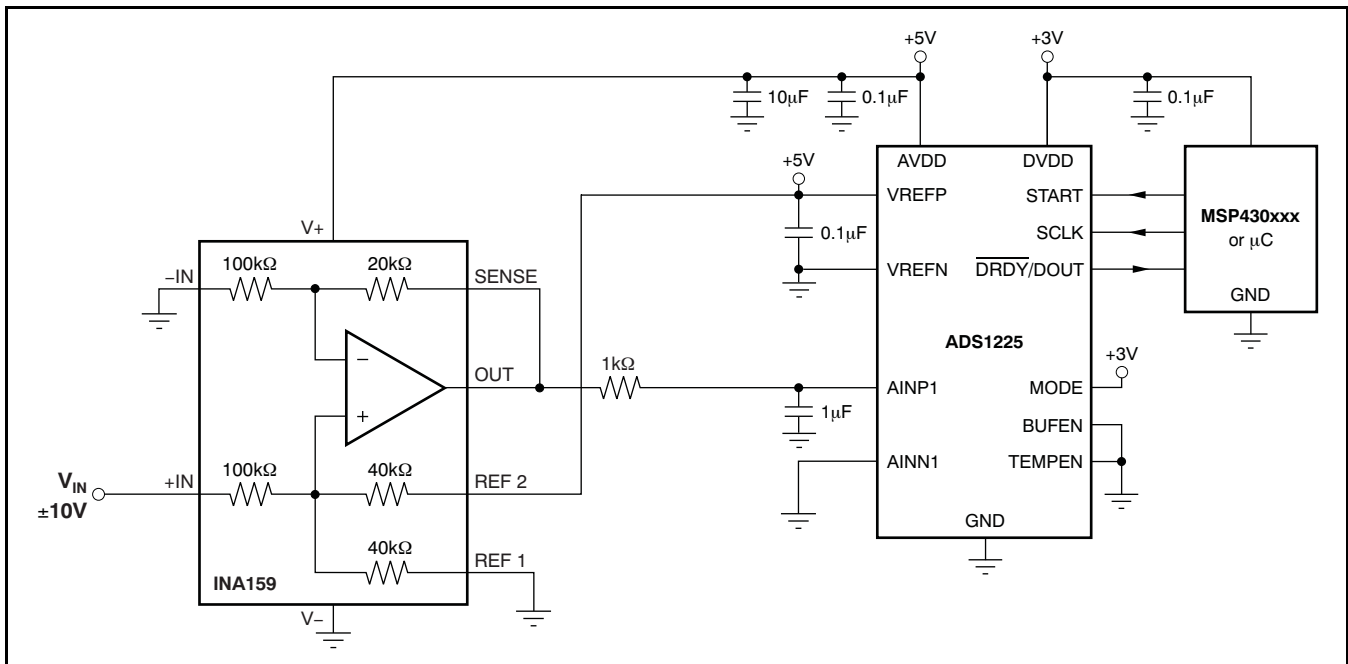 +5V
+3V
10μF
0.1μF
0.1μF
+5V
AVDD
DVDD
VREFP
START
MSP430xxx
or μC
V+
0.1μF
SCLK
–IN
100kΩ
20kΩ
SENSE
VREFN
DRDY/DOUT
GND
ADS1225
–
OUT
1kΩ
+3V
+
AINP1
MODE
1μF
BUFEN
VIN
±10V
+IN
100kΩ
40kΩ
REF 2
AINN1
TEMPEN
GND
40kΩ
REF 1
INA159
V–